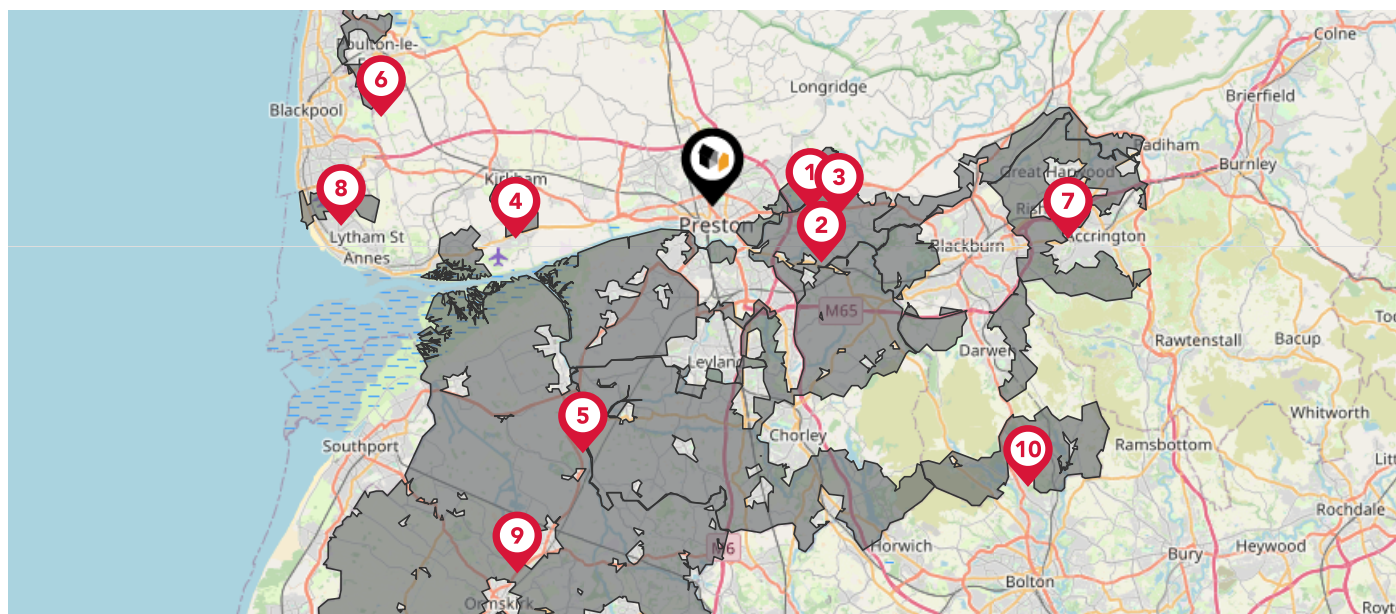 Colne
Poulton-le-
6
Longridge
Blackpool
Brierfield
Padiham
Burnley
1
3
Great Harwood
8
Kirkham
4
7
Preston
2
Lytham St
Annes
Blackburn
Accrington
M65
Rawtenstall
Bacup
Leyland
Darwen
5
Whitworth
Southport
Chorley
Ramsbottom
10
Rochdale
9
M6
Horwich
Bury
Heywood
Bolton
Ormskirk